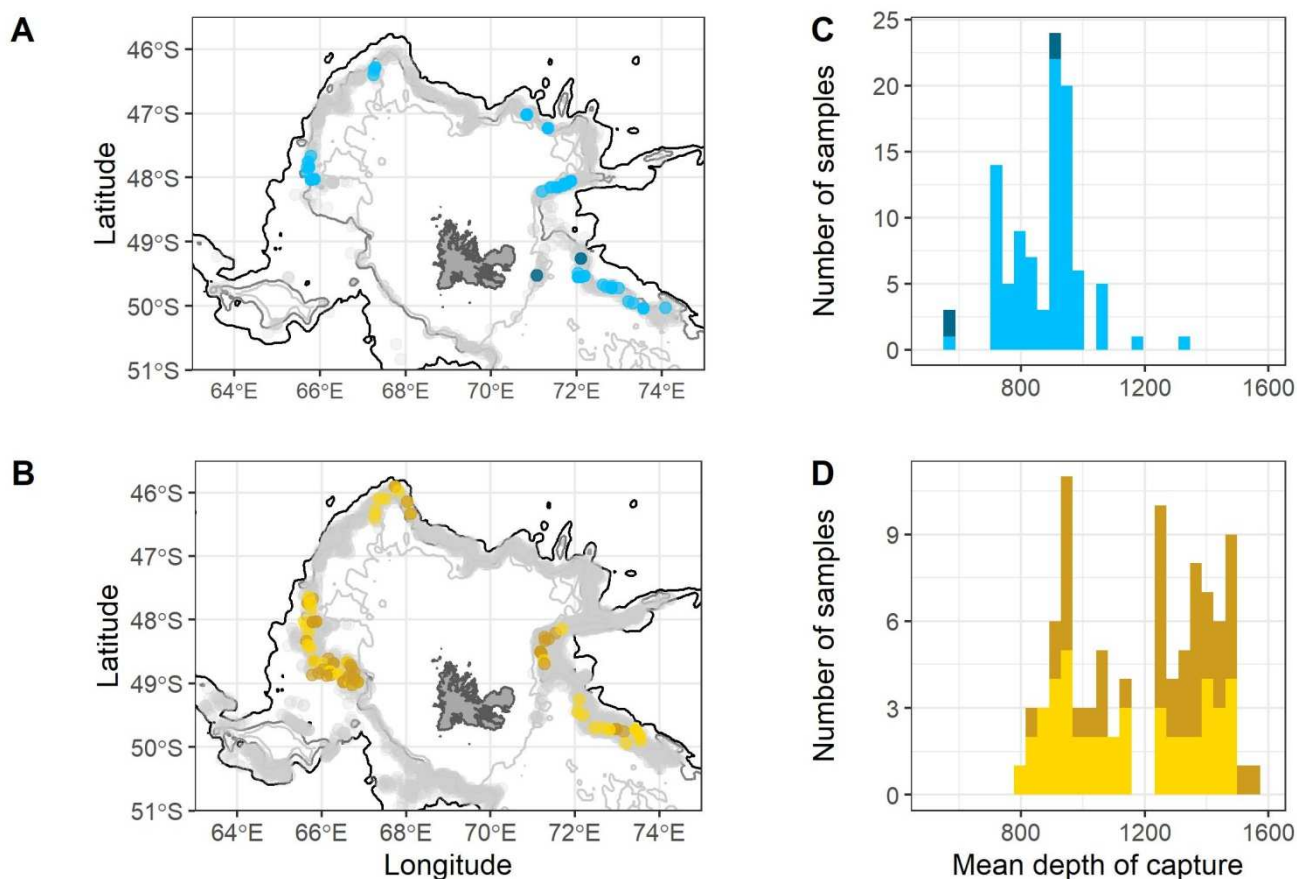 A
46°S
47°S
48°S
49°S
50°S
51°S
Latitude
64°E 66°E 68°E 70°E 72°E 74°E
C
25
20
15
10
5
0
Number of samples
800 1200 1600
B
46°S
47°S
48°S
49°S
50°S
51°S
Latitude
64°E 66°E 68°E 70°E 72°E 74°E
Longitude
D
9
6
3
0
Number of samples
800 1200 1600
Mean depth of capture